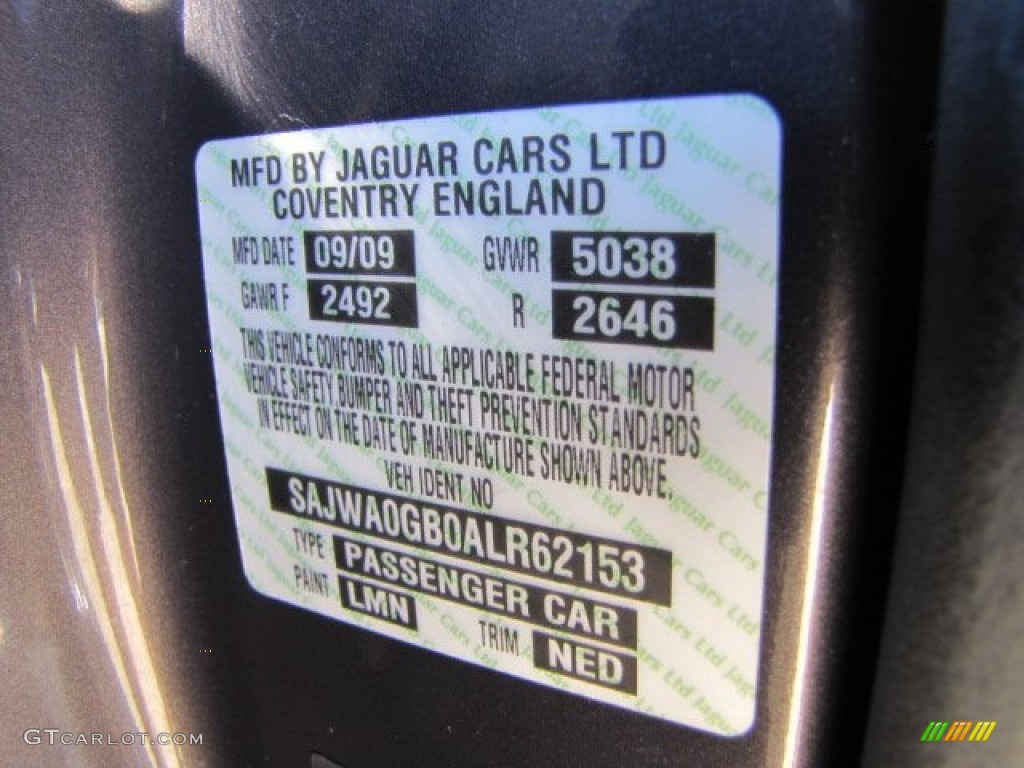 MFD BY JAGUAR CARS LTD
COVENTRY ENGLAND
MFD DATE 09/09 GVWR 5038
GAWR F 2492 R 2646
THIS VEHICLE CONFORMS TO ALL APPLICABLE FEDERAL MOTOR
VEHICLE SAFETY, BUMPER AND THEFT PREVENTION STANDARDS
IN EFFECT ON THE DATE OF MANUFACTURE SHOWN ABOVE.
VEH IDENT NO
SAJWA0GB0ALR62153
TYPE PASSENGER CAR
PAINT LMN TRIM NED
GTCARLOT.COM